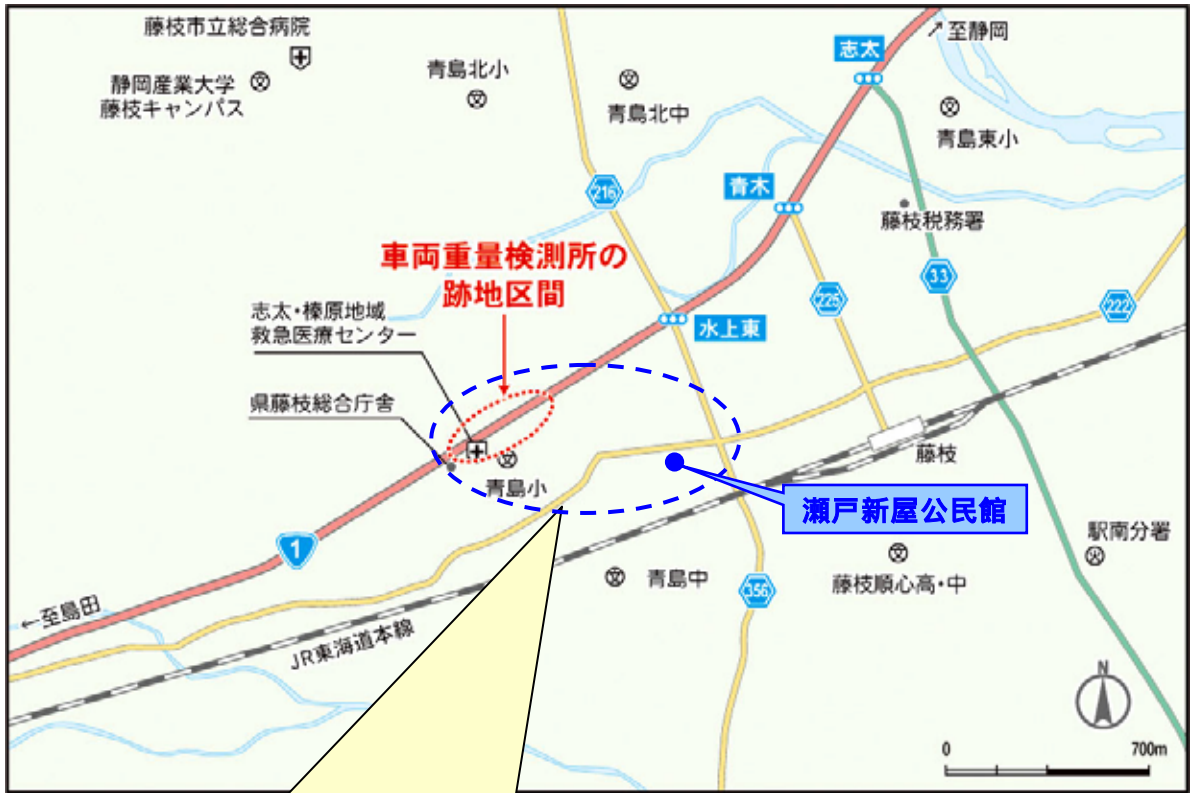 藤枝市立総合病院
静岡産業大学
藤枝キャンパス
青島北小
青島北中
志太
至静岡
青島東小
216
青木
藤枝税務署
車両重量検測所の
跡地区間
33
225
222
志太・榛原地域
救急医療センター
水上東
県藤枝総合庁舎
藤枝
青島小
瀬戸新屋公民館
1
駅南分署
青島中
藤枝順心高・中
356
←至島田
JR東海道本線
N
0 700m